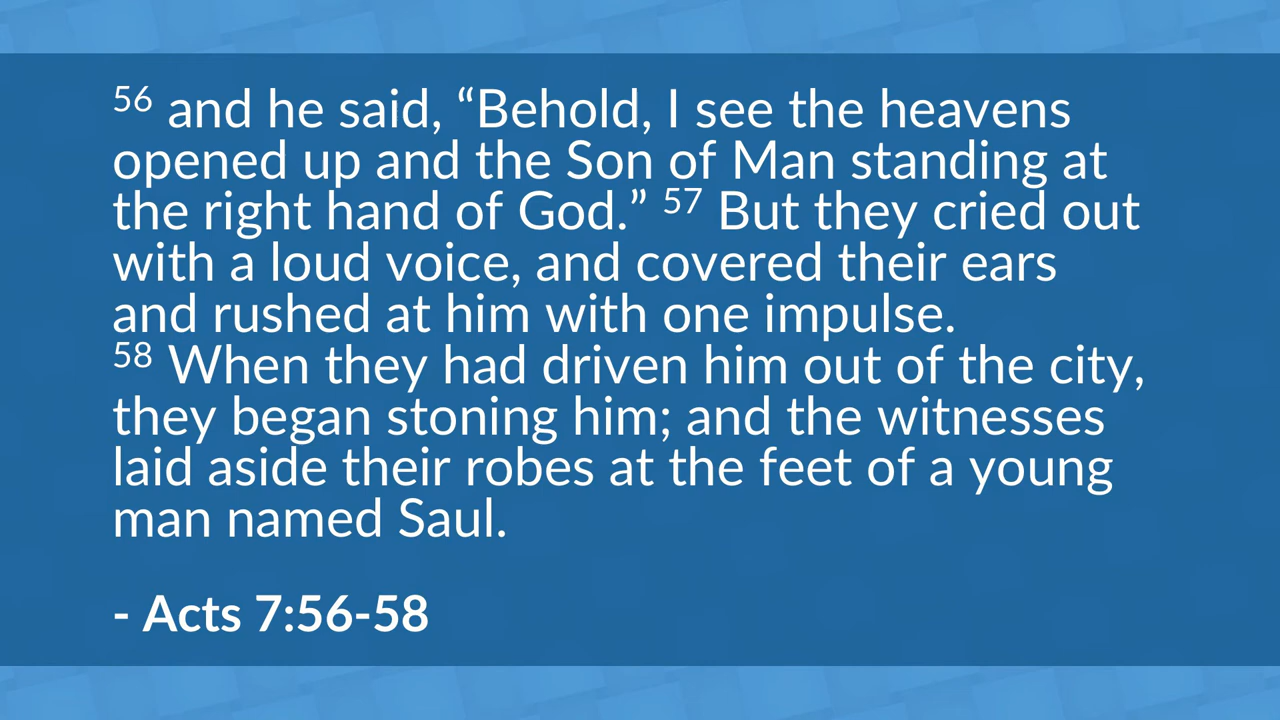 56 and he said, “Behold, I see the heavens
opened up and the Son of Man standing at
the right hand of God.” 57 But they cried out
with a loud voice, and covered their ears
and rushed at him with one impulse.
58 When they had driven him out of the city,
they began stoning him; and the witnesses
laid aside their robes at the feet of a young
man named Saul.
- Acts 7:56-58